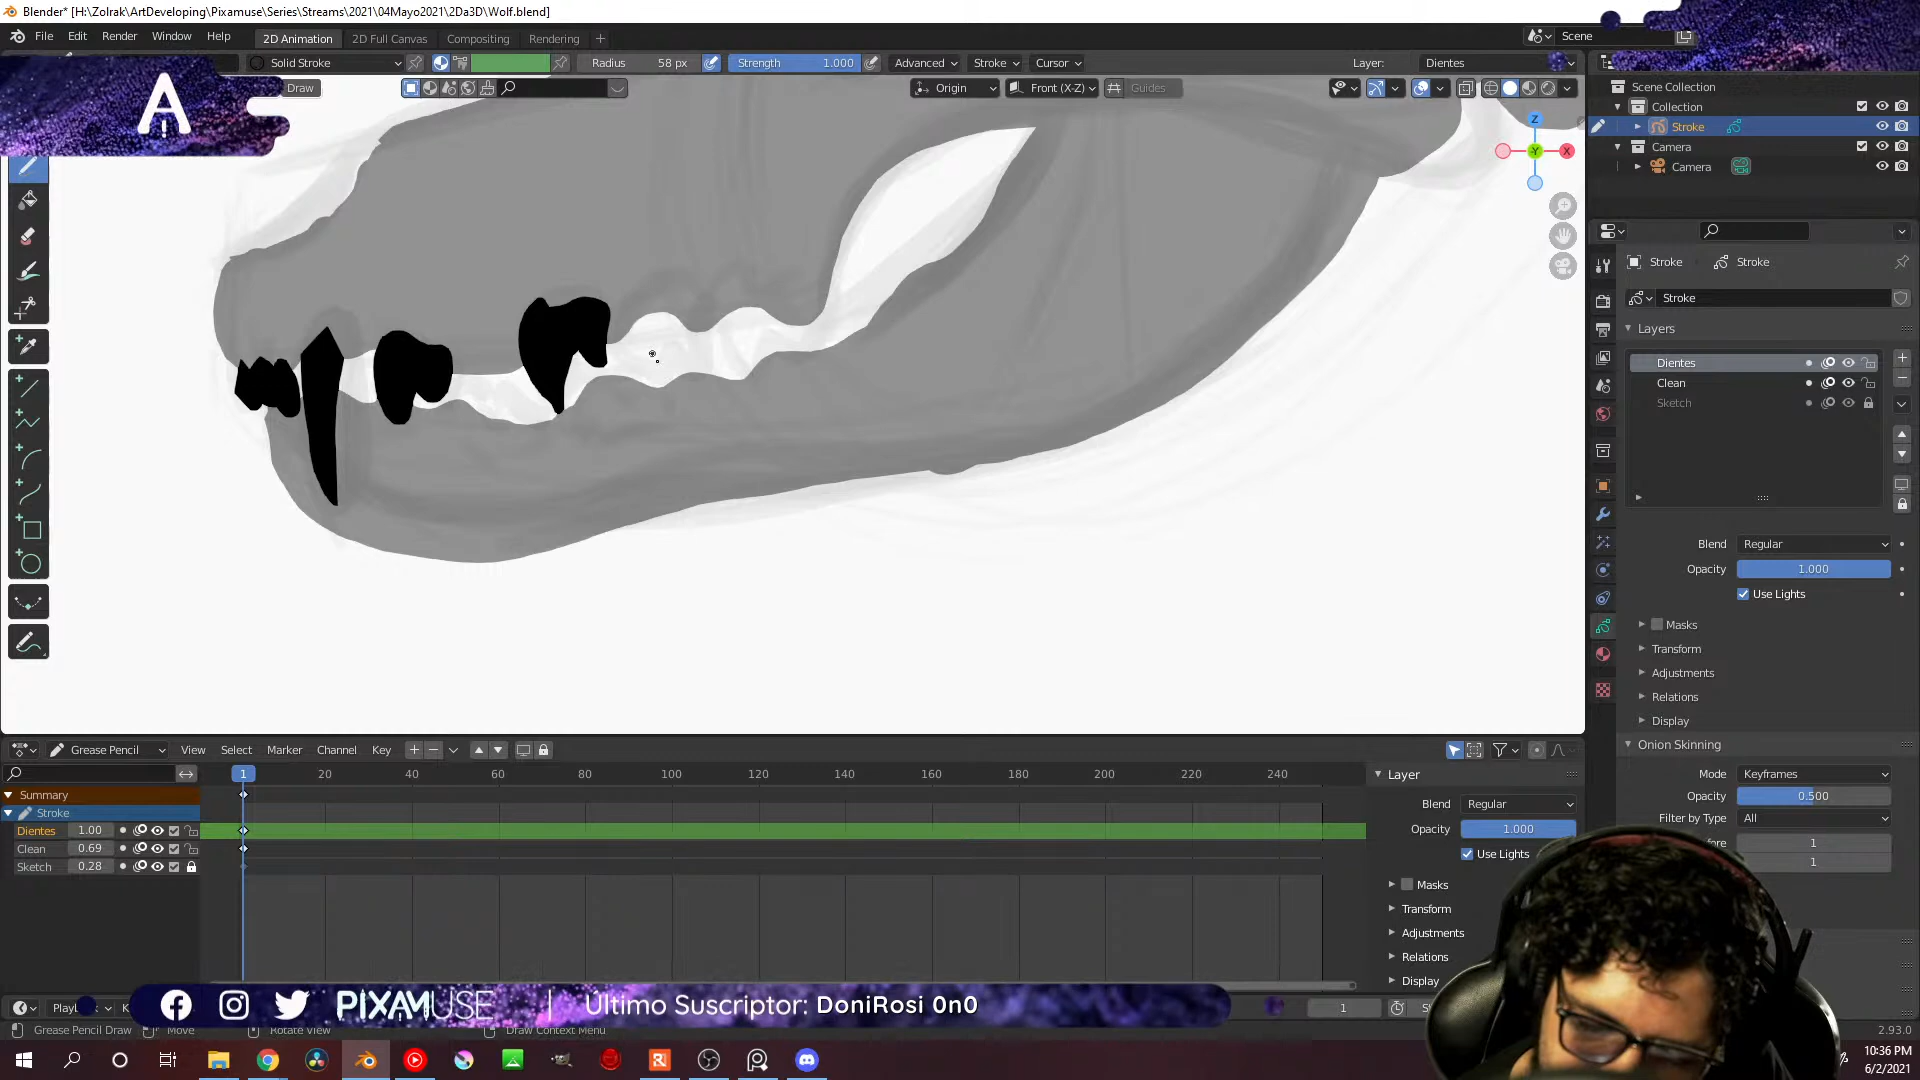 Blender* [H:\Zolrak\ArtDeveloping\Pixamuse\Series\Streams\2021\04Mayo2021\2Da3D\Wolf.blend]
File Edit Render Window Help 2D Animation 2D Full Canvas Compositing Rendering + Scene
Solid Stroke Radius 58 px Strength 1.000 Advanced Stroke Cursor Layer: Dientes
Draw Origin Front (X-Z) Guides
A
Z
Y
X
Scene Collection
Collection
Stroke
Camera
Camera
Stroke Stroke
Stroke
Layers
Dientes
Clean
Sketch
Blend Regular
Opacity 1.000
Use Lights
Masks
Transform
Adjustments
Relations
Display
Onion Skinning
Mode Keyframes
Opacity 0.500
Filter by Type All
1
1
Grease Pencil View Select Marker Channel Key
1 20 40 60 80 100 120 140 160 180 200 220 240
Summary
Stroke
Dientes 1.00
Clean 0.69
Sketch 0.28
Layer
Blend Regular
Opacity 1.000
Use Lights
Masks
Transform
Adjustments
Relations
Display
1
PIXAMUSE | Último Suscriptor: DoniRosi 0n0
Grease Pencil Draw Move Rotate View Draw Context Menu
2.93.0
10:36 PM
6/2/2021